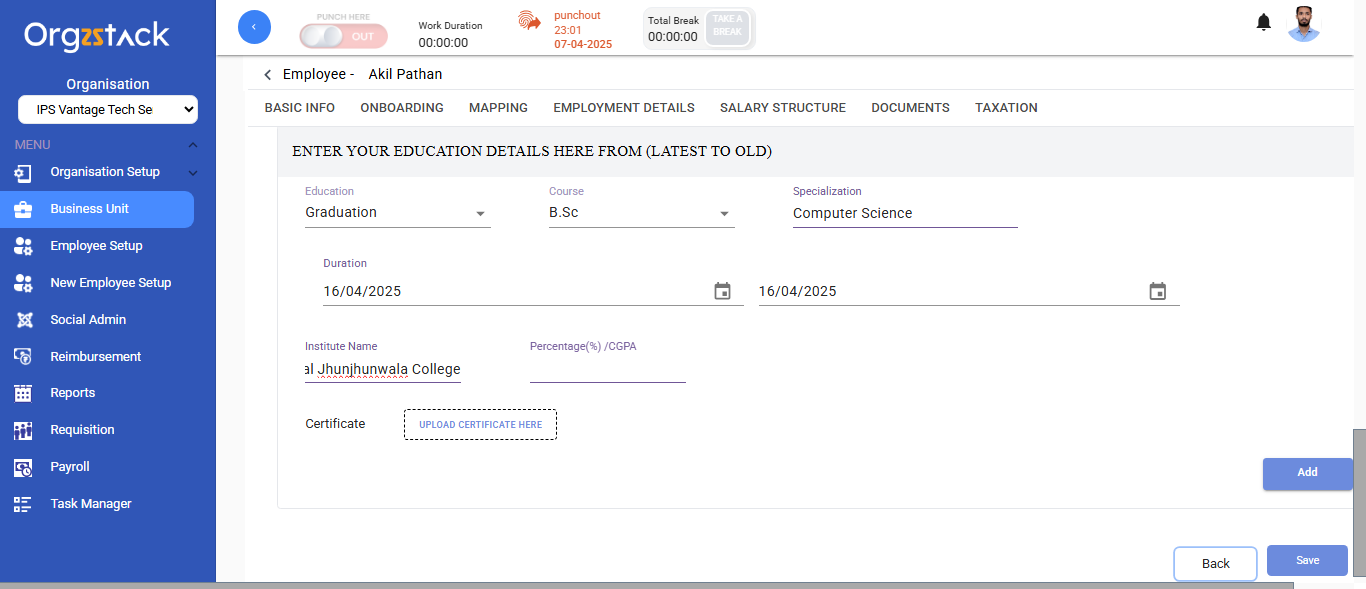 Orgzstack
Organisation
IPS Vantage Tech Se
MENU
Organisation Setup
Business Unit
Employee Setup
New Employee Setup
Social Admin
Reimbursement
Reports
Requisition
Payroll
Task Manager
PUNCH HERE
OUT
Work Duration
00:00:00
punchout
23:01
07-04-2025
Total Break
00:00:00
TAKE A
BREAK
Employee - Akil Pathan
BASIC INFO ONBOARDING MAPPING EMPLOYMENT DETAILS SALARY STRUCTURE DOCUMENTS TAXATION
ENTER YOUR EDUCATION DETAILS HERE FROM (LATEST TO OLD)
Education Course Specialization
Graduation B.Sc Computer Science
Duration
16/04/2025 16/04/2025
Institute Name Percentage(%) /CGPA
al Jhunjhunwala College
Certificate UPLOAD CERTIFICATE HERE
Add
Back Save